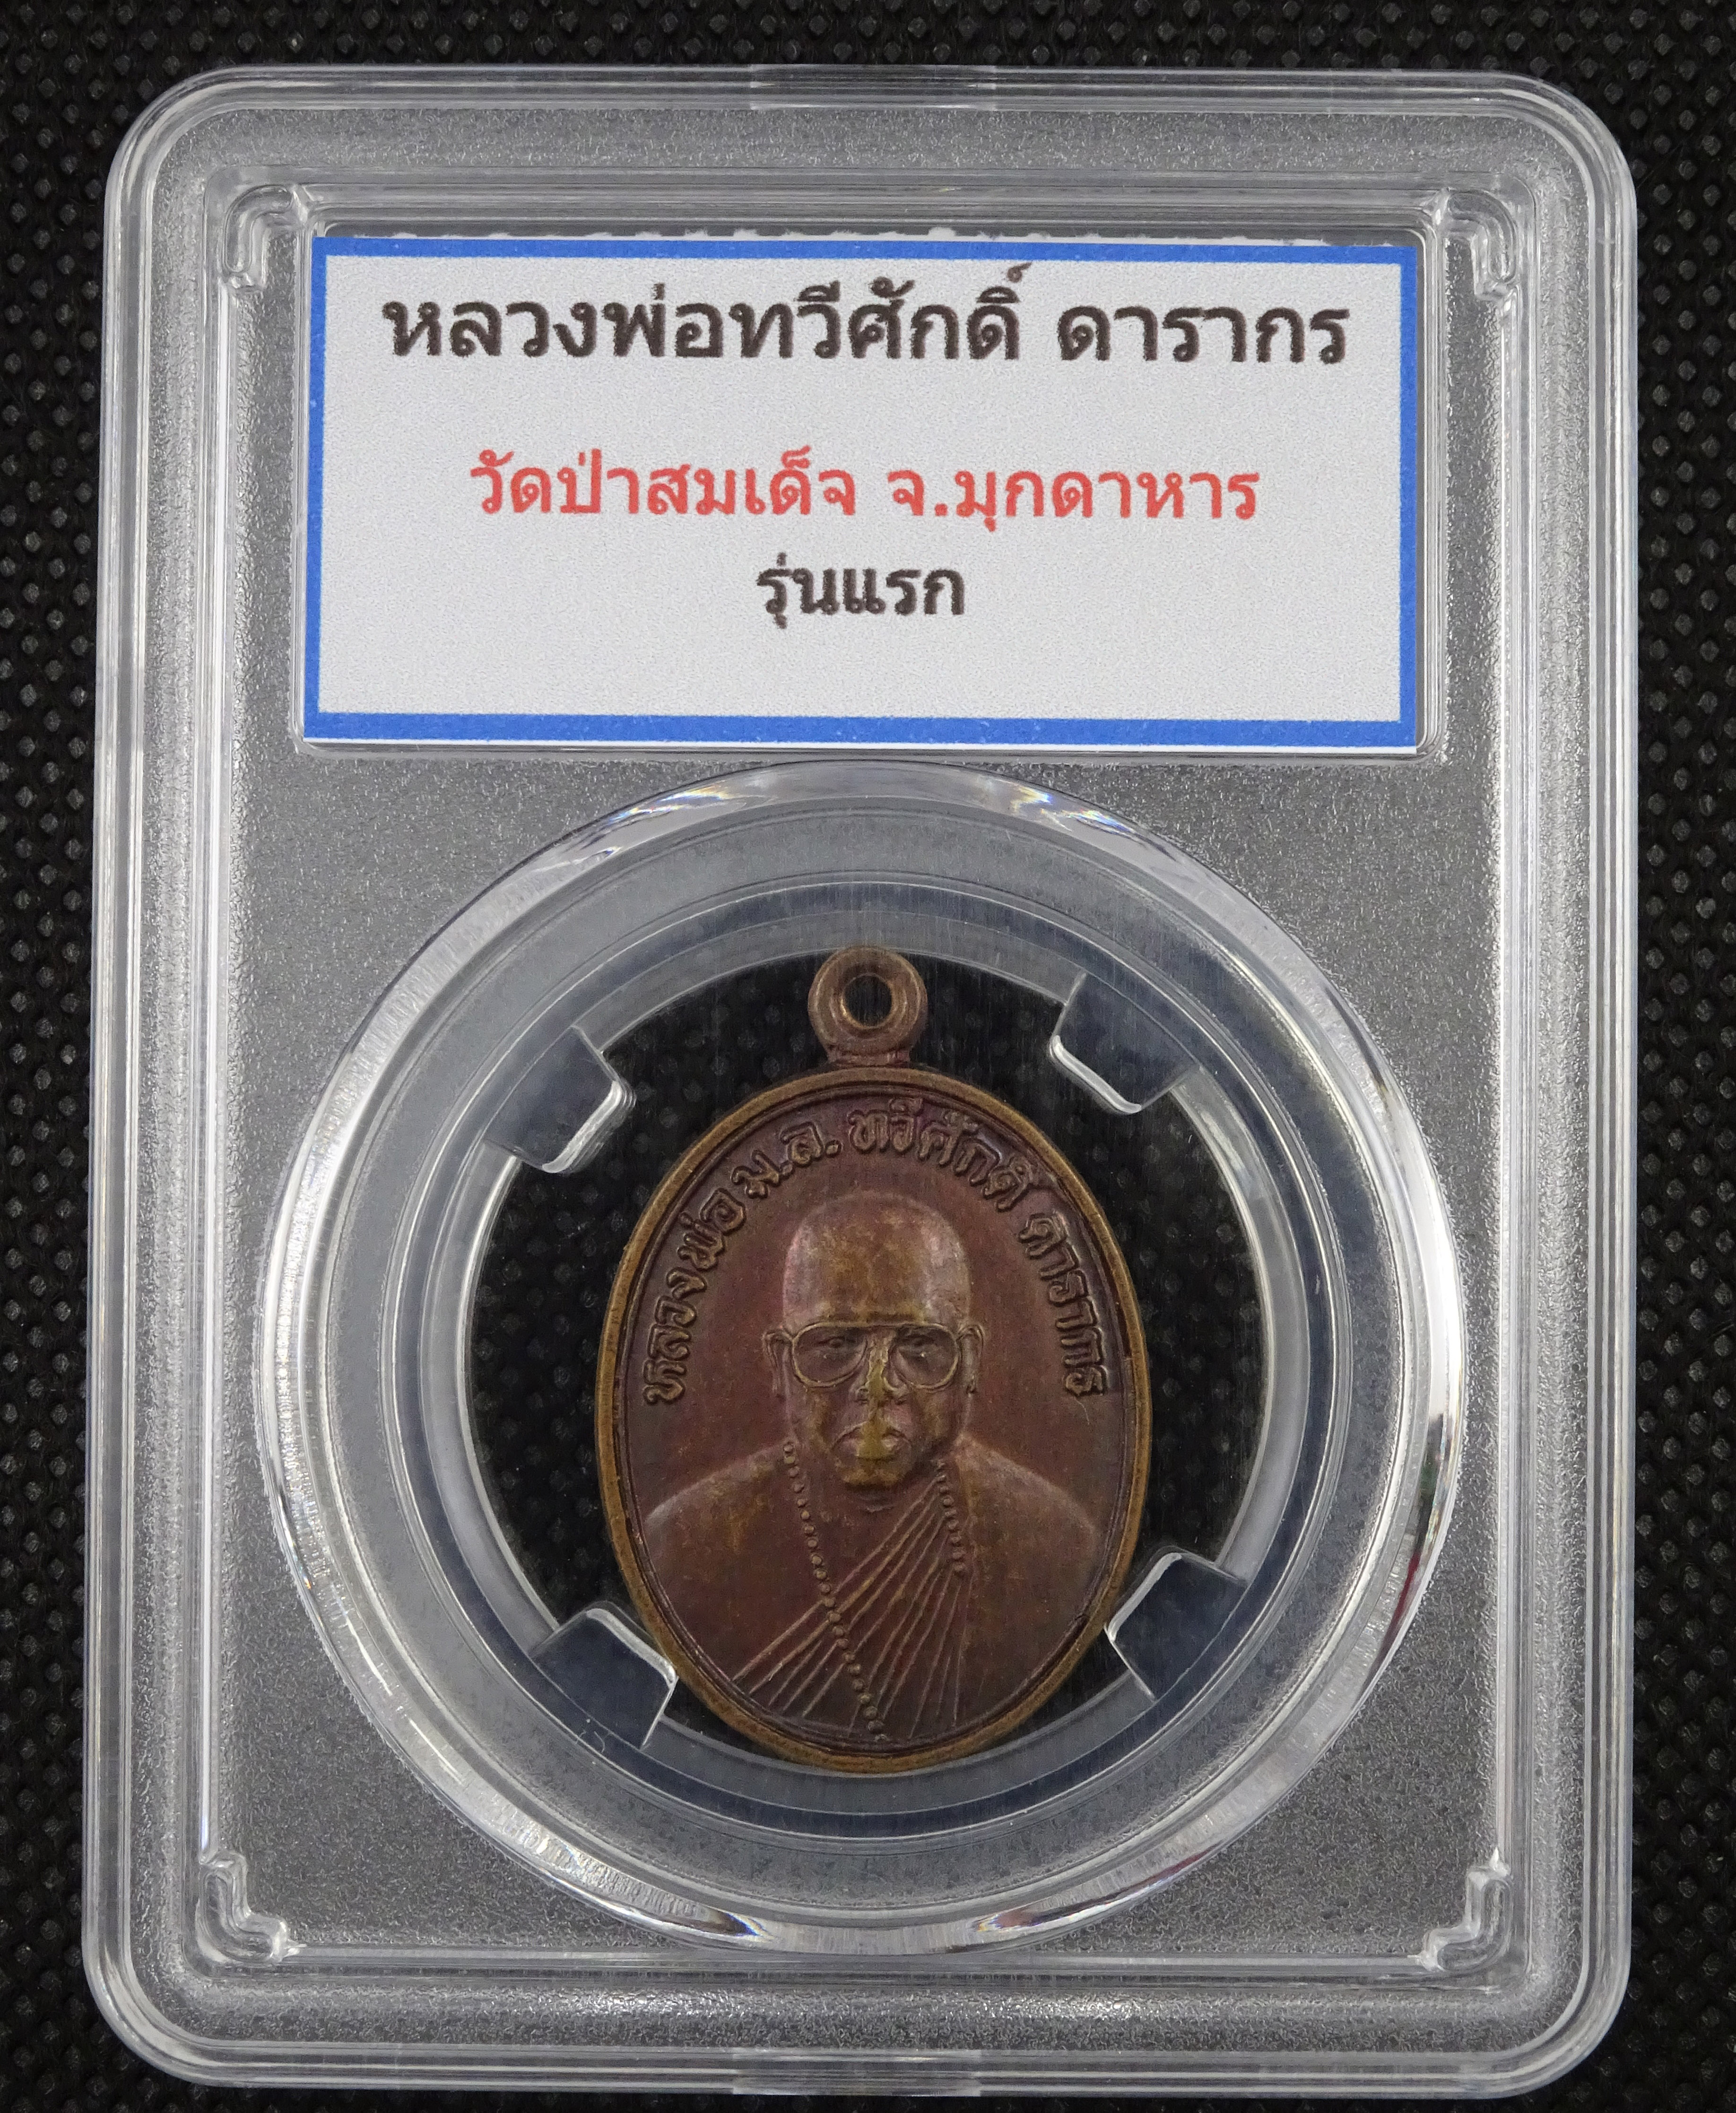 หลวงพ่อทวีศักดิ์ ดารากร
วัดป่าสมเด็จ จ.มุกดาหาร
รุ่นแรก
หลวงพ่อ ม.ล. ทวีศักดิ์ ดารากร